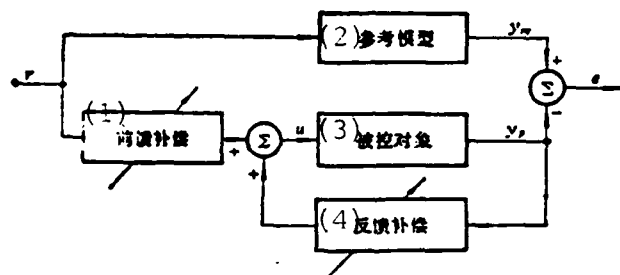 (2)参考模型
y_m
+
Σ
e
-
r
(1)
前馈补偿
+
Σ
+
u
(3)被控对象
y_p
(4)反馈补偿